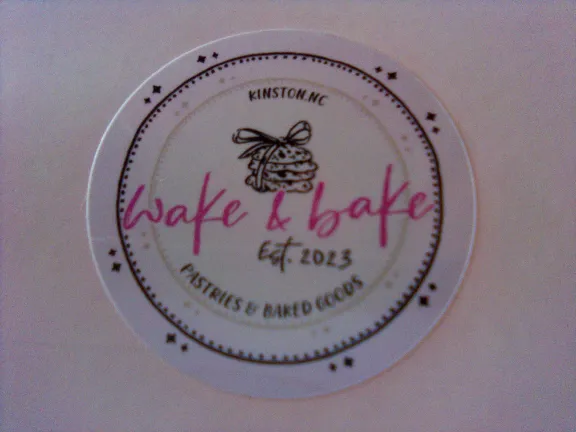 KINSTON, NC
wake & bake
Est. 2023
PASTRIES & BAKED GOODS